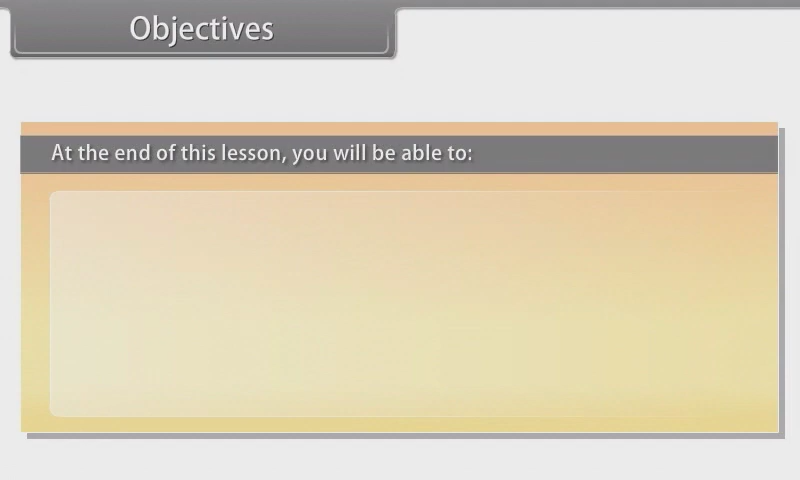 Objectives
At the end of this lesson, you will be able to: